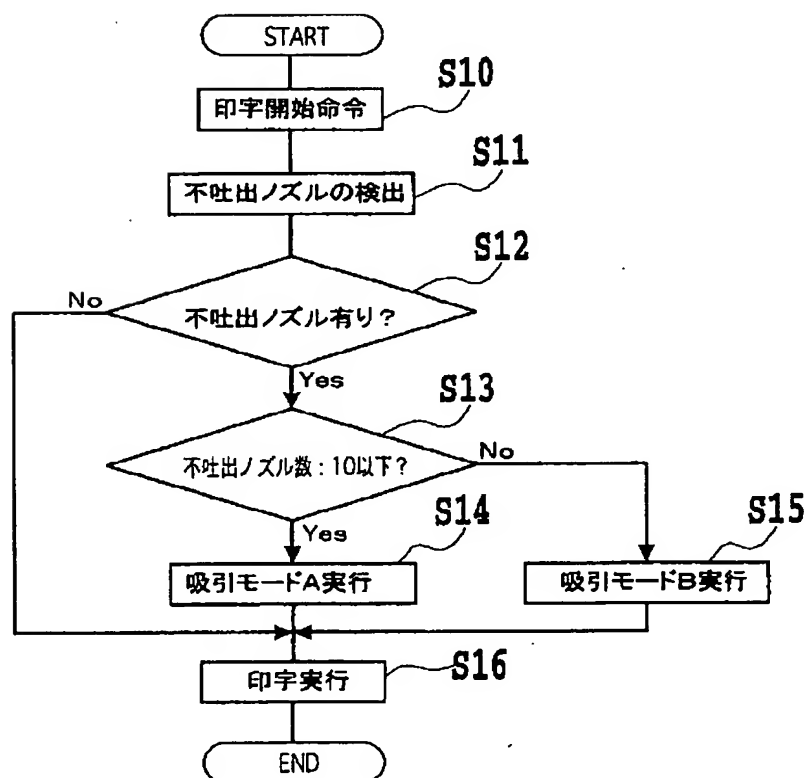 START
S10
印字開始命令
S11
不吐出ノズルの検出
S12
No
不吐出ノズル有り?
Yes
S13
不吐出ノズル数:10以下?
No
Yes
S14
S15
吸引モードA実行
吸引モードB実行
S16
印字実行
END